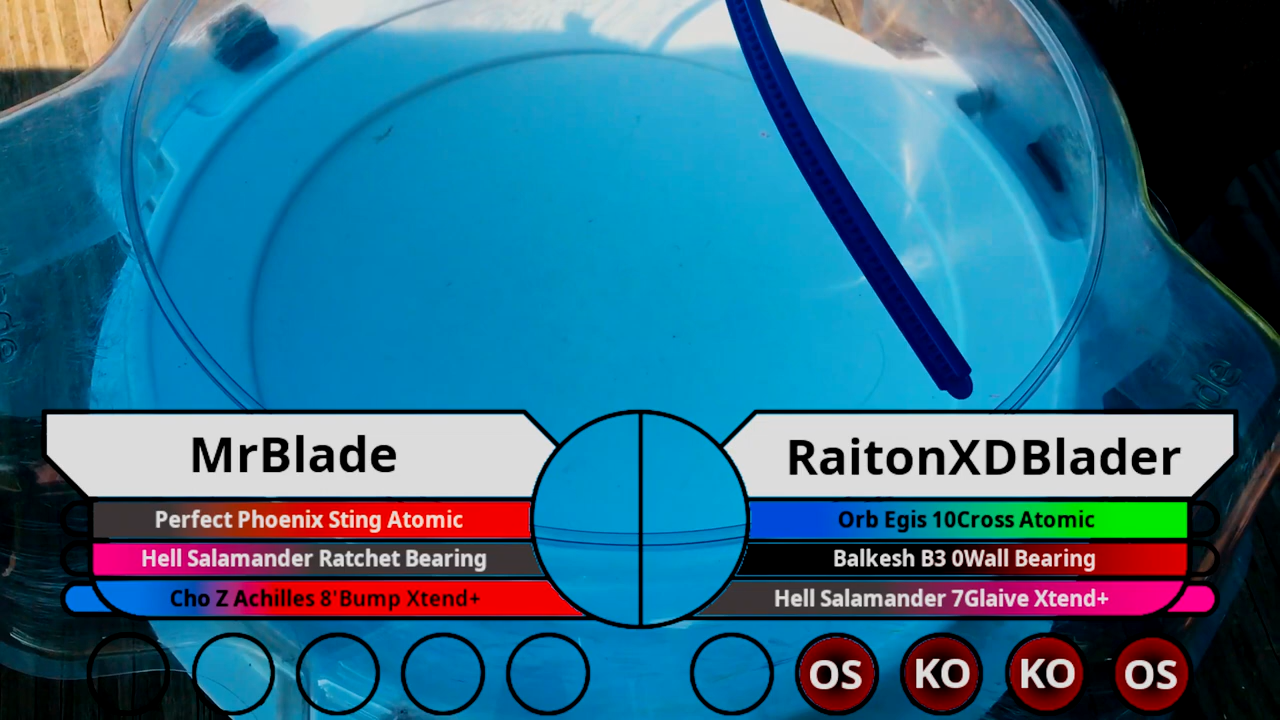 MrBlade
Perfect Phoenix Sting Atomic
Hell Salamander Ratchet Bearing
Cho Z Achilles 8'Bump Xtend+
RaitonXDBlader
Orb Egis 10Cross Atomic
Balkesh B3 0Wall Bearing
Hell Salamander 7Glaive Xtend+
OS KO KO OS